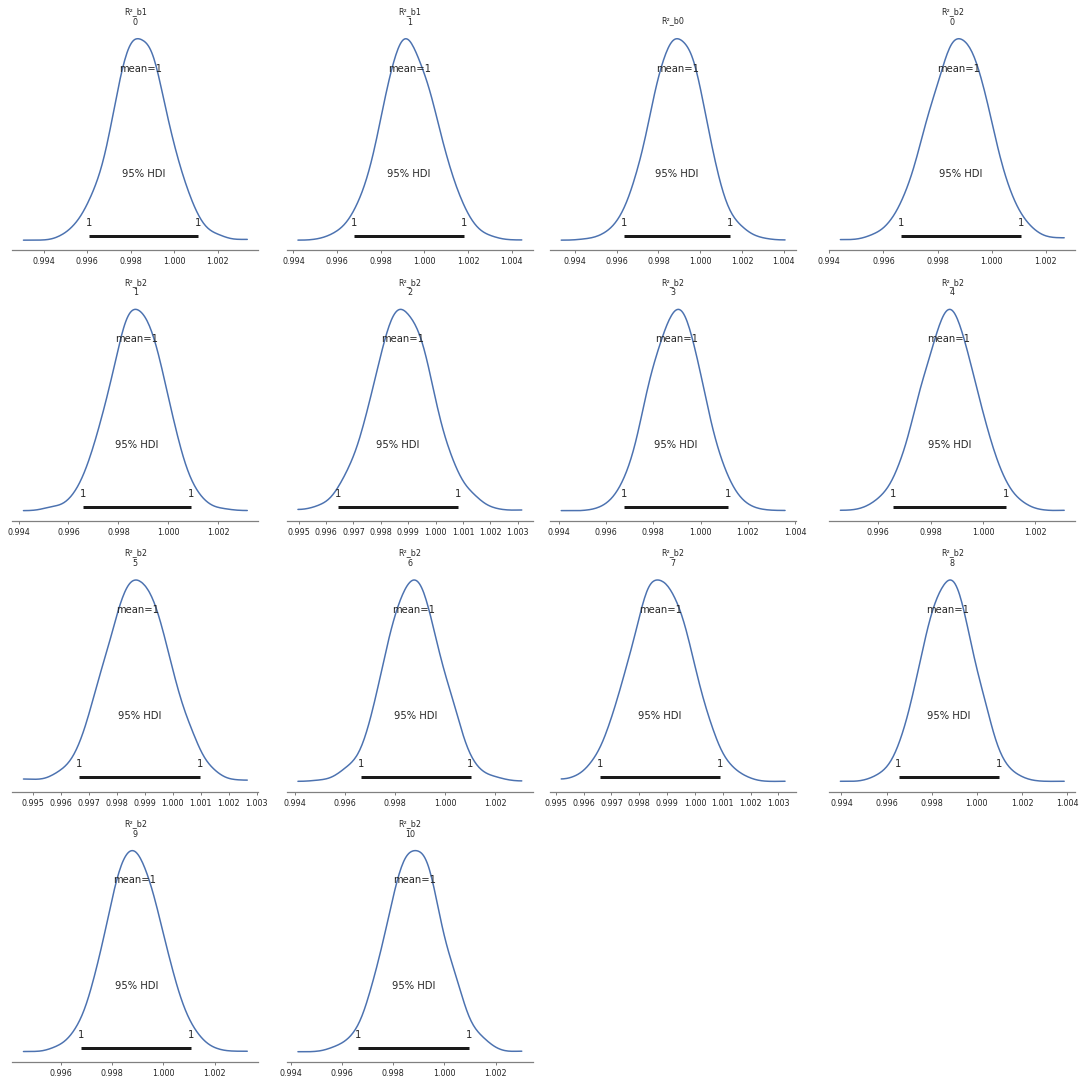 R²_b1
0
mean=1
95% HDI
1 1
0.994 0.996 0.998 1.000 1.002
R²_b1
1
mean=1
95% HDI
1 1
0.994 0.996 0.998 1.000 1.002 1.004
R²_b0
mean=1
95% HDI
1 1
0.994 0.996 0.998 1.000 1.002 1.004
R²_b2
0
mean=1
95% HDI
1 1
0.994 0.996 0.998 1.000 1.002
R²_b2
1
mean=1
95% HDI
1 1
0.994 0.996 0.998 1.000 1.002
R²_b2
2
mean=1
95% HDI
1 1
0.995 0.996 0.997 0.998 0.999 1.000 1.001 1.002 1.003
R²_b2
3
mean=1
95% HDI
1 1
0.994 0.996 0.998 1.000 1.002 1.004
R²_b2
4
mean=1
95% HDI
1 1
0.996 0.998 1.000 1.002
R²_b2
5
mean=1
95% HDI
1 1
0.995 0.996 0.997 0.998 0.999 1.000 1.001 1.002 1.003
R²_b2
6
mean=1
95% HDI
1 1
0.994 0.996 0.998 1.000 1.002
R²_b2
7
mean=1
95% HDI
1 1
0.995 0.996 0.997 0.998 0.999 1.000 1.001 1.002 1.003
R²_b2
8
mean=1
95% HDI
1 1
0.994 0.996 0.998 1.000 1.002 1.004
R²_b2
9
mean=1
95% HDI
1 1
0.996 0.998 1.000 1.002
R²_b2
10
mean=1
95% HDI
1 1
0.994 0.996 0.998 1.000 1.002